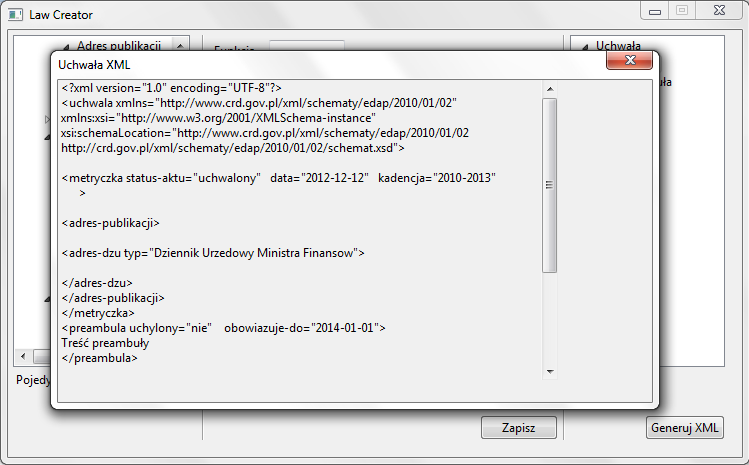 Law Creator
Adres publikacji
Uchwała
Uchwała XML
<?xml version="1.0" encoding="UTF-8"?>
<uchwala xmlns="http://www.crd.gov.pl/xml/schematy/edap/2010/01/02"
xmlns:xsi="http://www.w3.org/2001/XMLSchema-instance"
xsi:schemaLocation="http://www.crd.gov.pl/xml/schematy/edap/2010/01/02
http://crd.gov.pl/xml/schematy/edap/2010/01/02/schemat.xsd">
<metryczka status-aktu="uchwalony" data="2012-12-12" kadencja="2010-2013"
>
<adres-publikacji>
<adres-dzu typ="Dziennik Urzedowy Ministra Finansow">
</adres-dzu>
</adres-publikacji>
</metryczka>
<preambula uchylony="nie" obowiazuje-do="2014-01-01">
Treść preambuły
</preambula>
Zapisz
Generuj XML